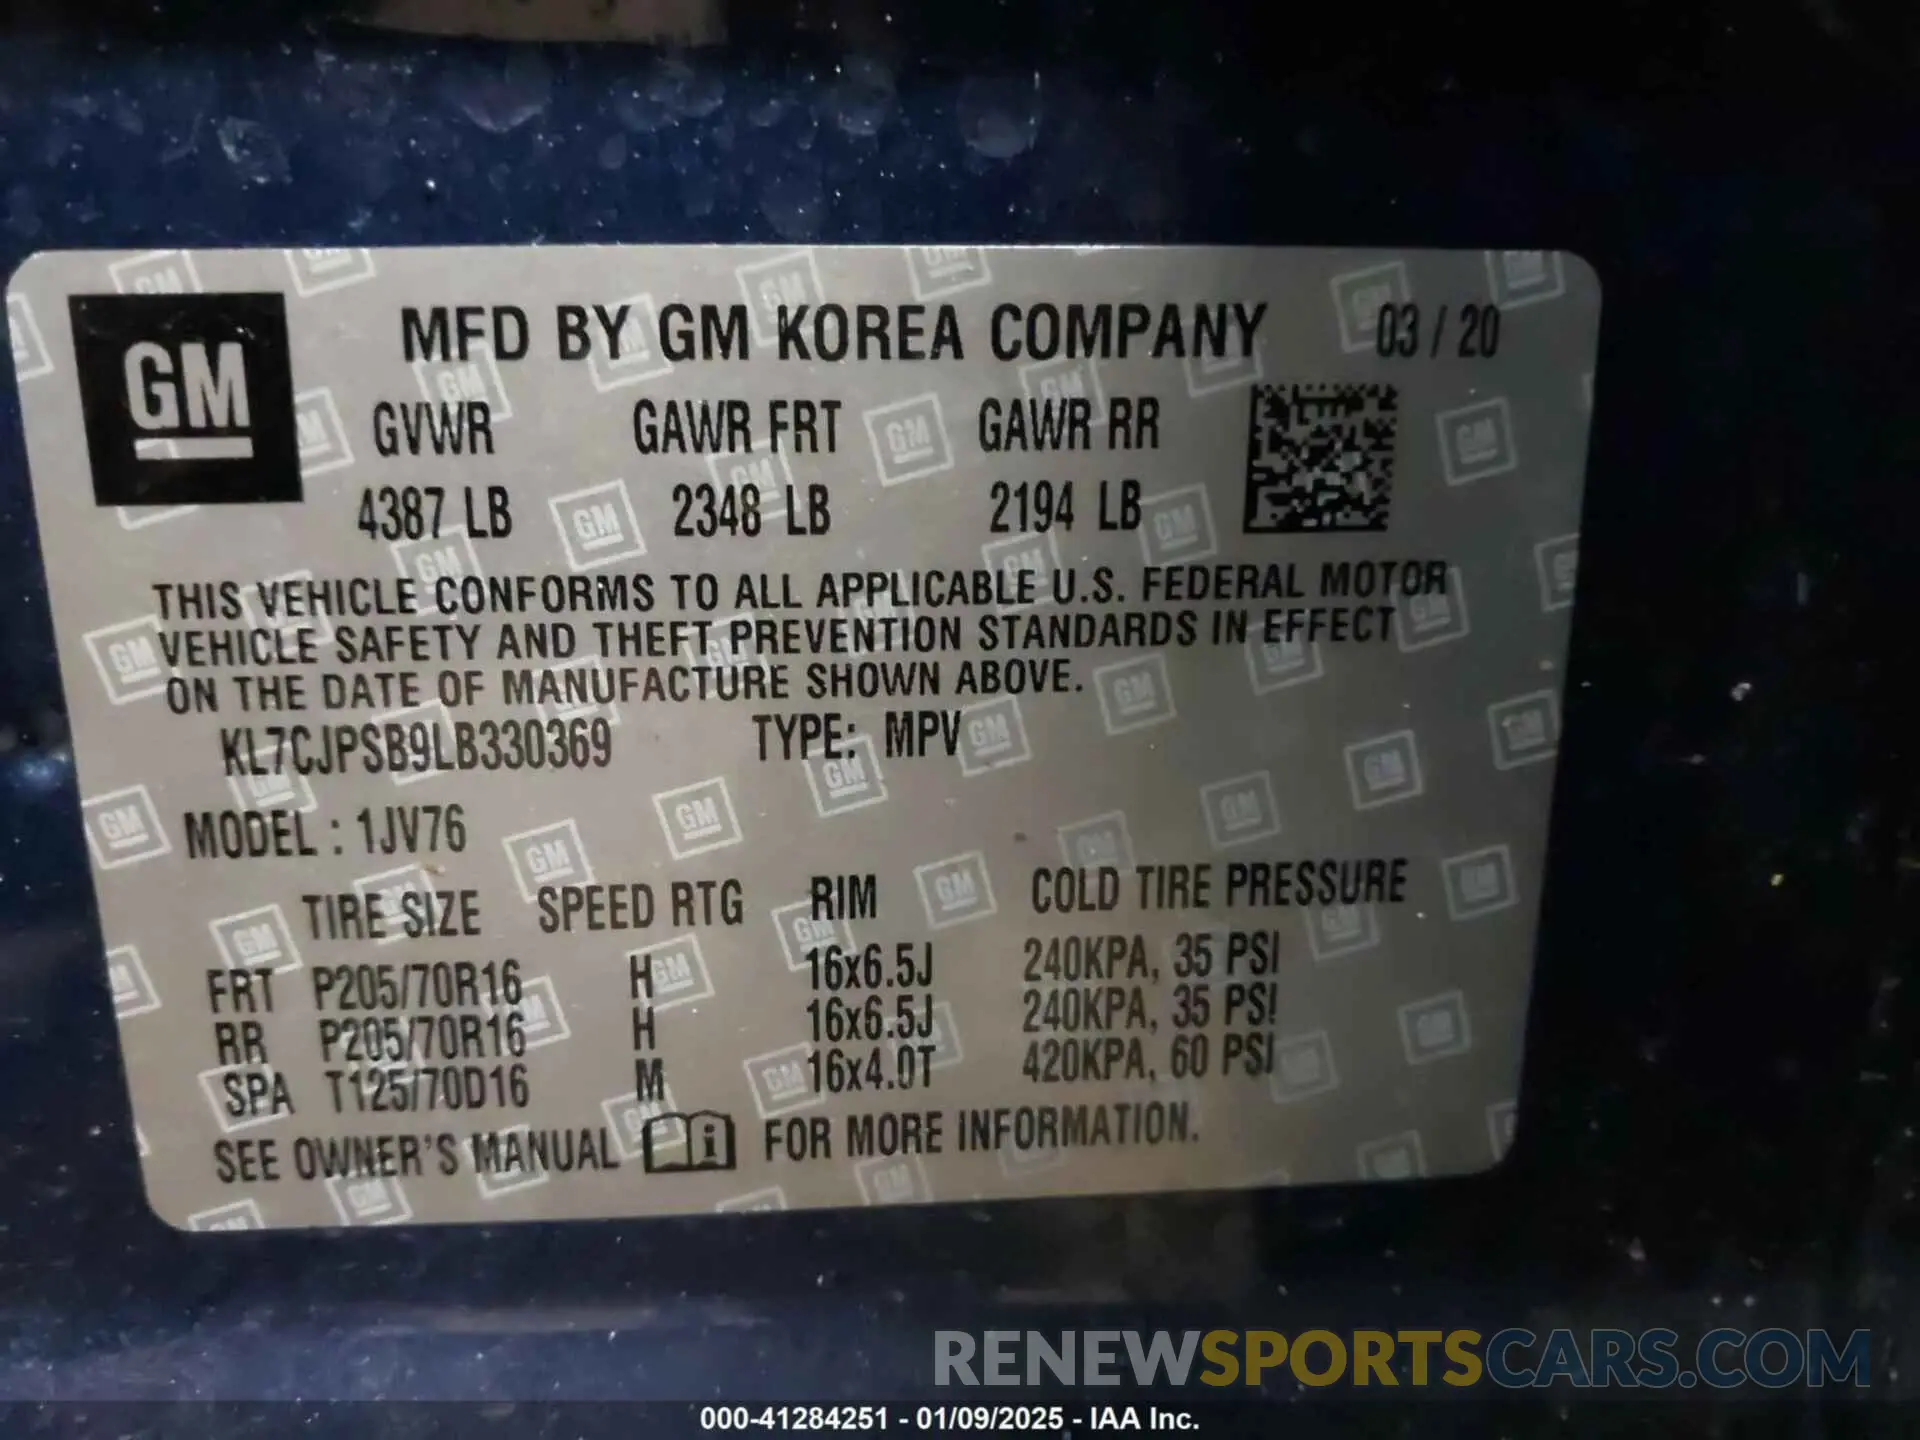 GM
MFD BY GM KOREA COMPANY 03 / 20
GVWR GAWR FRT GAWR RR
4387 LB 2348 LB 2194 LB
THIS VEHICLE CONFORMS TO ALL APPLICABLE U.S. FEDERAL MOTOR
VEHICLE SAFETY AND THEFT PREVENTION STANDARDS IN EFFECT
ON THE DATE OF MANUFACTURE SHOWN ABOVE.
KL7CJPSB9LB330369 TYPE: MPV
MODEL : 1JV76
TIRE SIZE SPEED RTG RIM COLD TIRE PRESSURE
FRT P205/70R16 H 16x6.5J 240KPA, 35 PSI
RR P205/70R16 H 16x6.5J 240KPA, 35 PSI
SPA T125/70D16 M 16x4.0T 420KPA, 60 PSI
SEE OWNER'S MANUAL i FOR MORE INFORMATION.
RENEWSPORTSCARS.COM
000-41284251 - 01/09/2025 - IAA Inc.